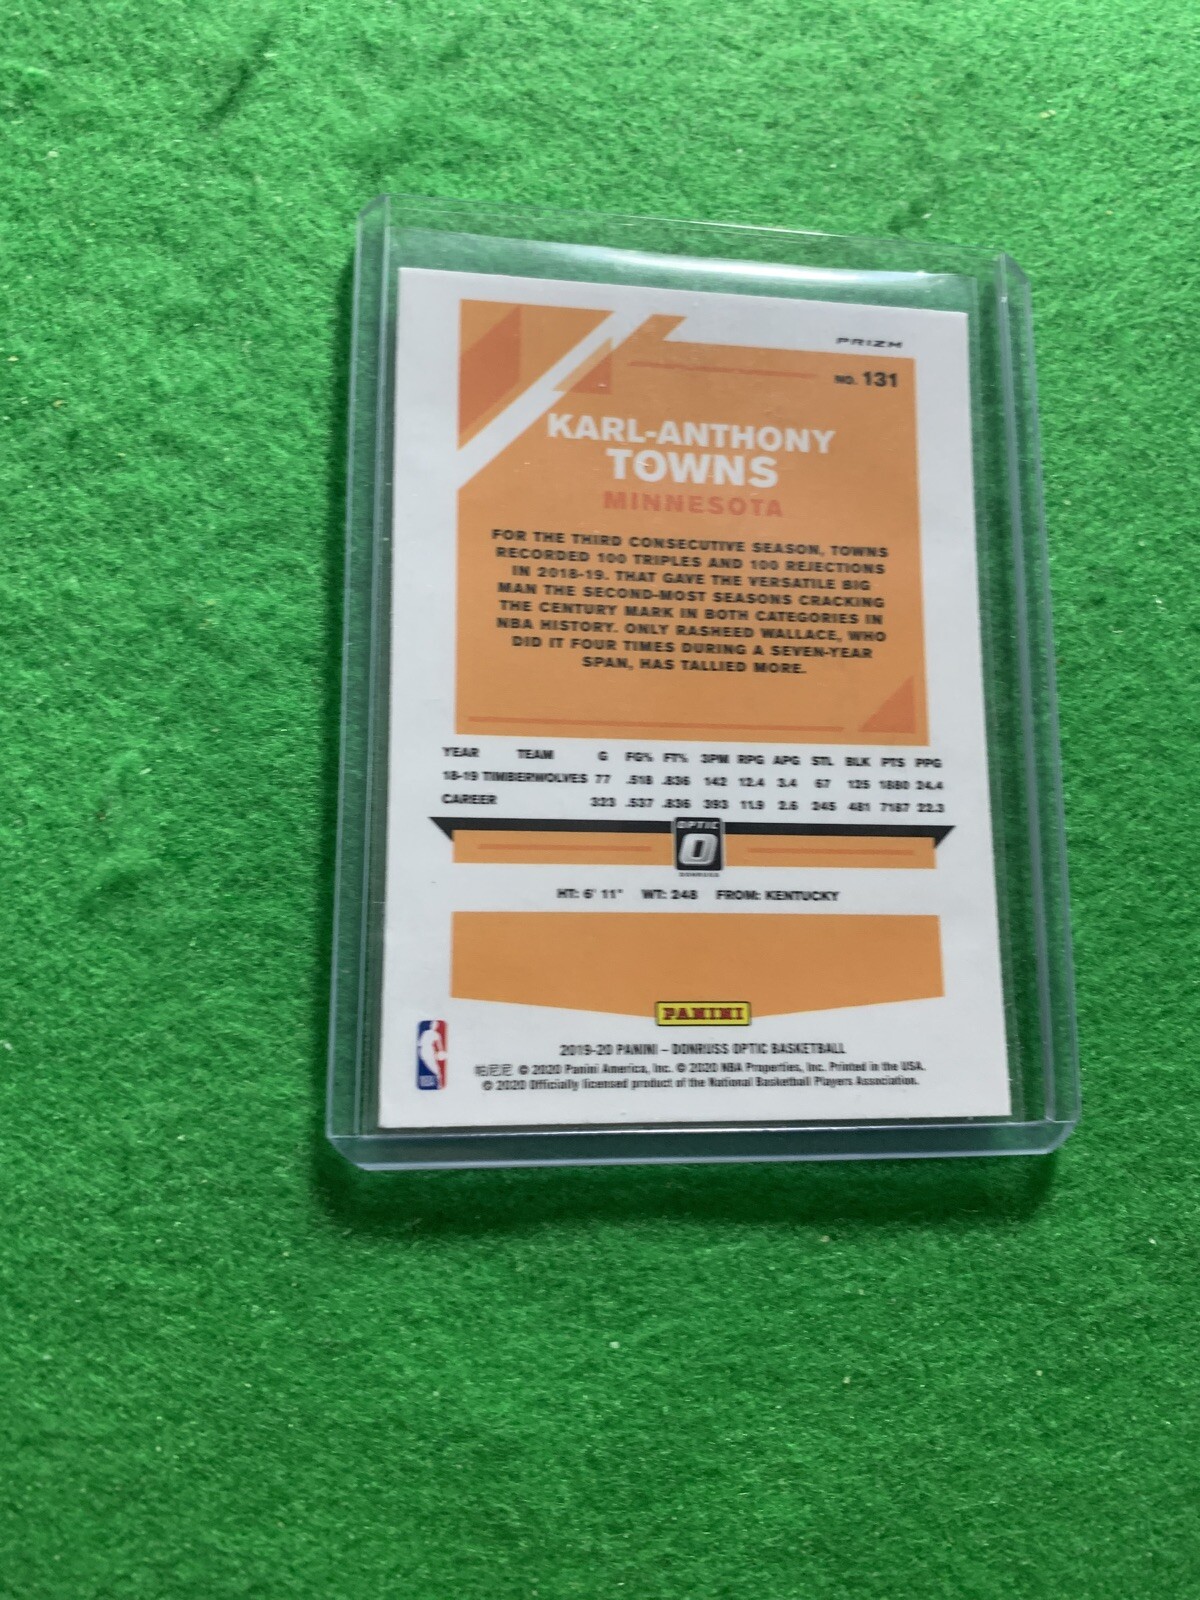 PRIZM
NO. 131
KARL-ANTHONY
TOWNS
MINNESOTA
FOR THE THIRD CONSECUTIVE SEASON, TOWNS
RECORDED 100 TRIPLES AND 100 REJECTIONS
IN 2018-19. THAT GAVE THE VERSATILE BIG
MAN THE SECOND-MOST SEASONS CRACKING
THE CENTURY MARK IN BOTH CATEGORIES IN
NBA HISTORY. ONLY RASHEED WALLACE, WHO
DID IT FOUR TIMES DURING A SEVEN-YEAR
SPAN, HAS TALLIED MORE.
YEAR TEAM G FG% FT% 3PM RPG APG STL BLK PTS PPG
18-19 TIMBERWOLVES 77 .518 .836 142 12.4 3.4 67 125 1880 24.4
CAREER 323 .537 .836 393 11.9 2.6 245 481 7187 22.3
OPTIC
O
DONRUSS
HT: 6' 11" WT: 248 FROM: KENTUCKY
PANINI
2019-20 PANINI – DONRUSS OPTIC BASKETBALL
帕尼尼 © 2020 Panini America, Inc. © 2020 NBA Properties, Inc. Printed in the USA.
© 2020 Officially licensed product of the National Basketball Players Association.
NBA